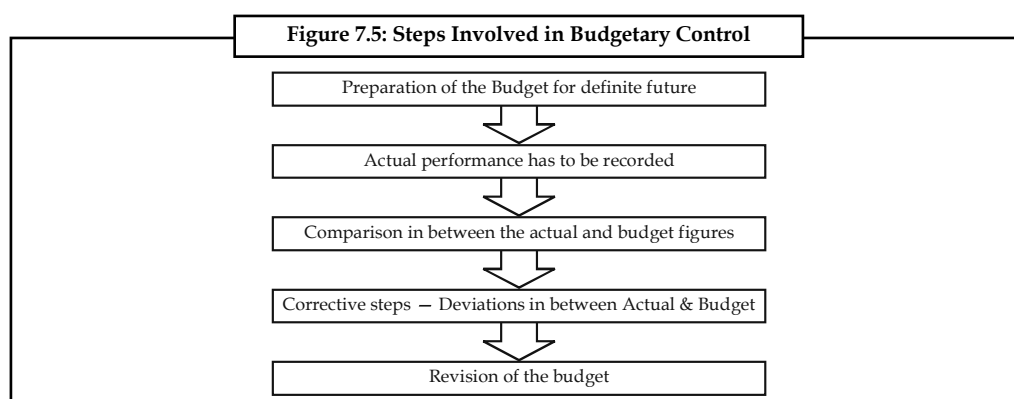 Figure 7.5: Steps Involved in Budgetary Control
Preparation of the Budget for definite future
Actual performance has to be recorded
Comparison in between the actual and budget figures
Corrective steps — Deviations in between Actual & Budget
Revision of the budget